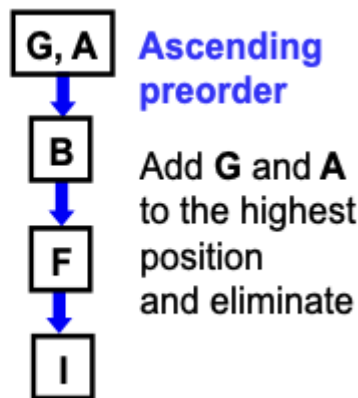 G, A
B
F
I
Ascending
preorder
Add G and A
to the highest
position
and eliminate